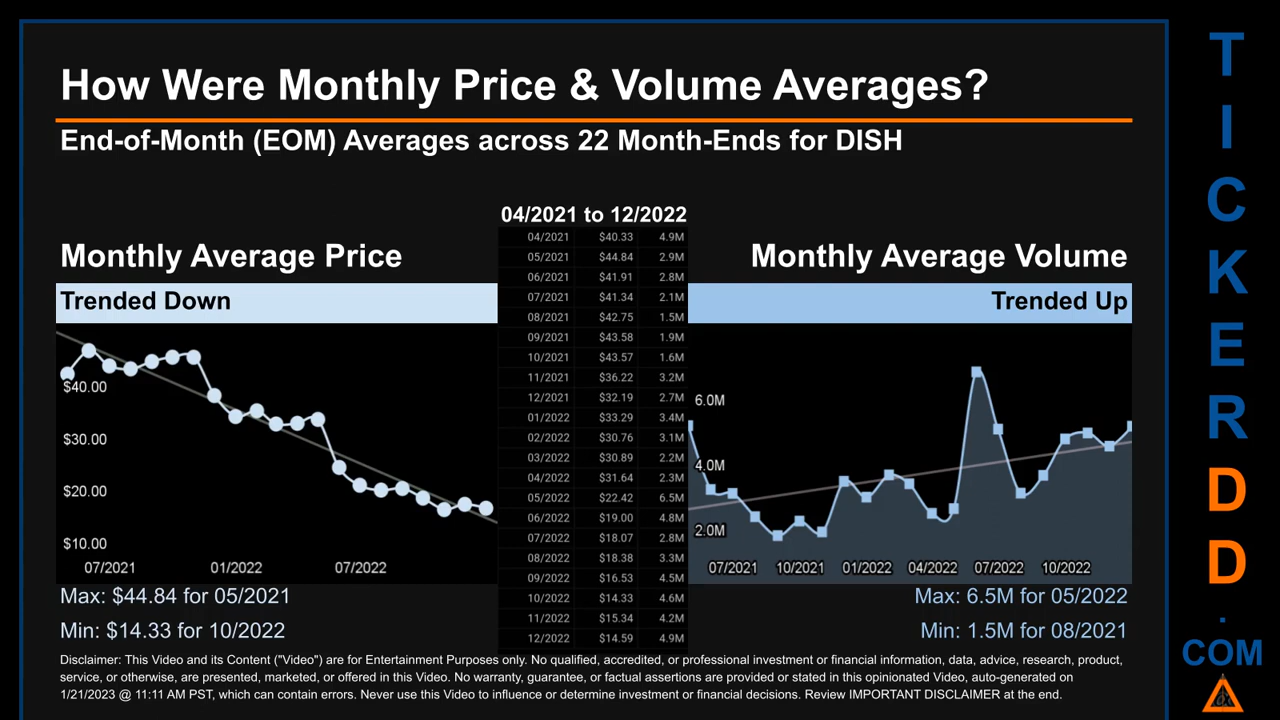 How Were Monthly Price & Volume Averages?
End-of-Month (EOM) Averages across 22 Month-Ends for DISH
04/2021 to 12/2022
Monthly Average Price
Trended Down
$40.00
$30.00
$20.00
$10.00
07/2021 01/2022 07/2022
Max: $44.84 for 05/2021
Min: $14.33 for 10/2022
04/2021 $40.33 4.9M
05/2021 $44.84 2.9M
06/2021 $41.91 2.8M
07/2021 $41.34 2.1M
08/2021 $42.75 1.5M
09/2021 $43.58 1.9M
10/2021 $43.57 1.6M
11/2021 $36.22 3.2M
12/2021 $32.19 2.7M
01/2022 $33.29 3.4M
02/2022 $30.76 3.1M
03/2022 $30.89 2.2M
04/2022 $31.64 2.3M
05/2022 $22.42 6.5M
06/2022 $19.00 4.8M
07/2022 $18.07 2.8M
08/2022 $18.38 3.3M
09/2022 $16.53 4.5M
10/2022 $14.33 4.6M
11/2022 $15.34 4.2M
12/2022 $14.59 4.9M
Monthly Average Volume
Trended Up
6.0M
4.0M
2.0M
07/2021 10/2021 01/2022 04/2022 07/2022 10/2022
Max: 6.5M for 05/2022
Min: 1.5M for 08/2021
Disclaimer: This Video and its Content ("Video") are for Entertainment Purposes only. No qualified, accredited, or professional investment or financial information, data, advice, research, product,
service, or otherwise, are presented, marketed, or offered in this Video. No warranty, guarantee, or factual assertions are provided or stated in this opinionated Video, auto-generated on
1/21/2023 @ 11:11 AM PST, which can contain errors. Never use this Video to influence or determine investment or financial decisions. Review IMPORTANT DISCLAIMER at the end.
T
I
C
K
E
R
D
D
.
COM